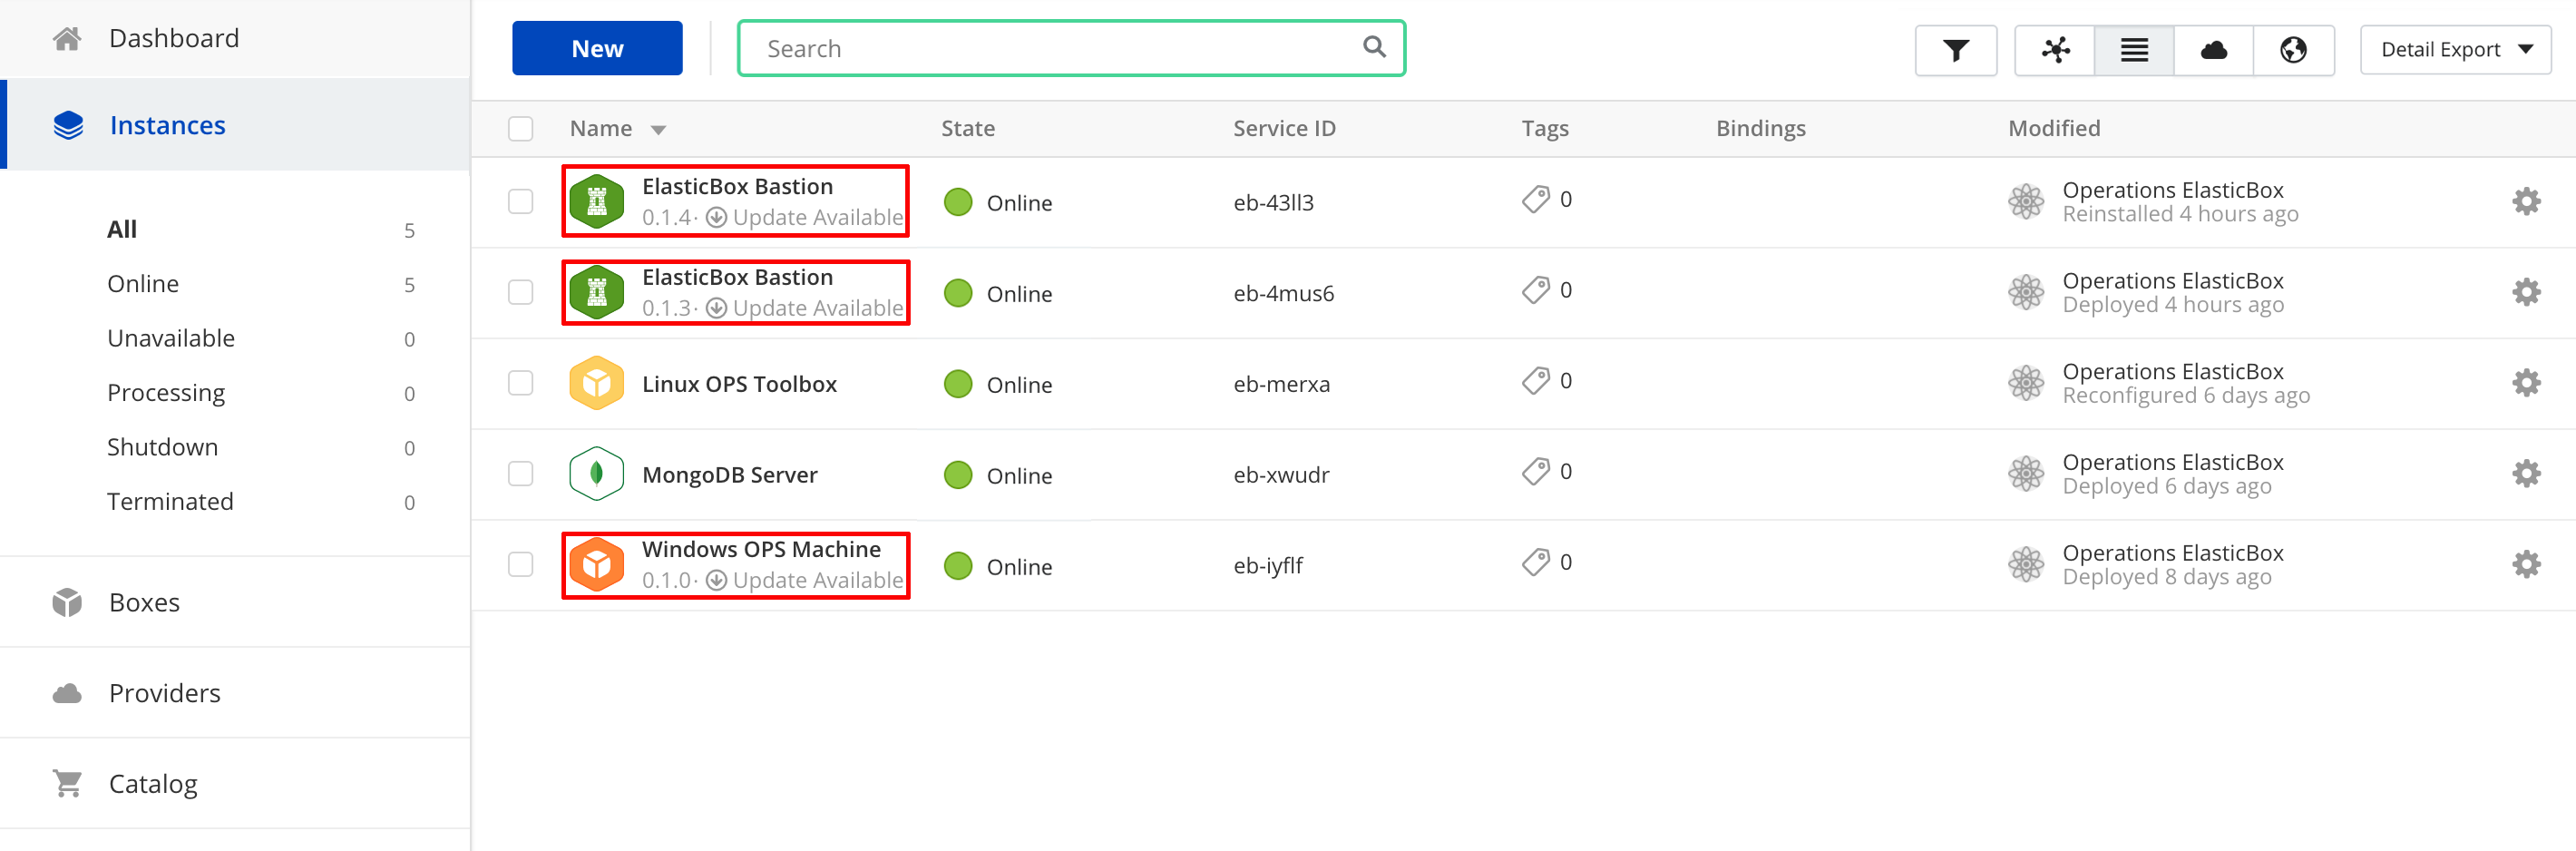 Dashboard
Instances
All 5
Online 5
Unavailable 0
Processing 0
Shutdown 0
Terminated 0
Boxes
Providers
Catalog
New
Search
Detail Export
Name State Service ID Tags Bindings Modified
ElasticBox Bastion
0.1.4 · Update Available
Online eb-43ll3 0
Operations ElasticBox
Reinstalled 4 hours ago
ElasticBox Bastion
0.1.3 · Update Available
Online eb-4mus6 0
Operations ElasticBox
Deployed 4 hours ago
Linux OPS Toolbox
Online eb-merxa 0
Operations ElasticBox
Reconfigured 6 days ago
MongoDB Server
Online eb-xwudr 0
Operations ElasticBox
Deployed 6 days ago
Windows OPS Machine
0.1.0 · Update Available
Online eb-iyflf 0
Operations ElasticBox
Deployed 8 days ago